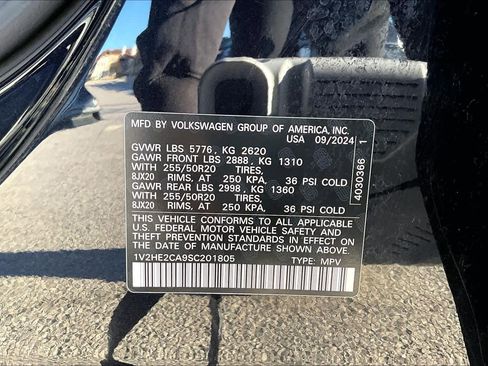 MFD. BY VOLKSWAGEN GROUP OF AMERICA, INC.
USA 09/2024
GVWR LBS 5776, KG 2620
GAWR FRONT LBS 2888, KG 1310
WITH 255/50R20 TIRES,
8JX20 RIMS, AT 250 KPA, 36 PSI COLD
GAWR REAR LBS 2998, KG 1360
WITH 255/50R20 TIRES,
8JX20 RIMS, AT 250 KPA, 36 PSI COLD
THIS VEHICLE CONFORMS TO ALL APPLICABLE
U.S. FEDERAL MOTOR VEHICLE SAFETY AND
THEFT PREVENTION STANDARDS IN EFFECT ON THE
DATE OF MANUFACTURE SHOWN ABOVE.
1V2HE2CA9SC201805 TYPE: MPV
4030366 1